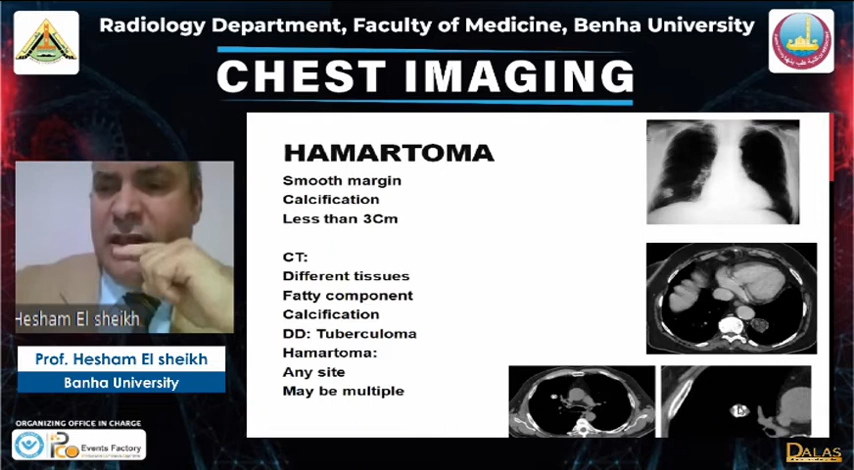 Radiology Department, Faculty of Medicine, Benha University
CHEST IMAGING
HAMARTOMA
Smooth margin
Calcification
Less than 3Cm
CT:
Different tissues
Fatty component
Calcification
DD: Tuberculoma
Hamartoma:
Any site
May be multiple
Hesham El sheikh
Prof. Hesham El sheikh
Banha University
ORGANIZING OFFICE IN CHARGE
Events Factory
DALAS